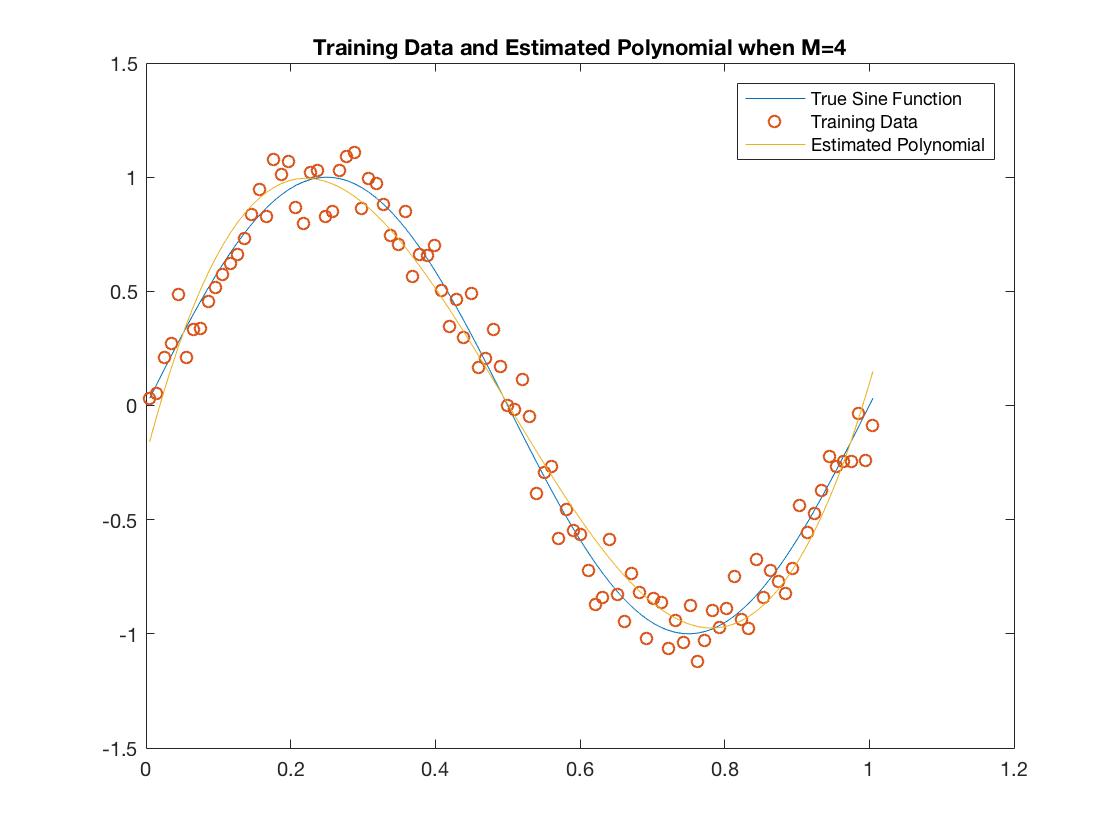 Training Data and Estimated Polynomial when M=4
1.5
True Sine Function
Training Data
Estimated Polynomial
1
0.5
0
-0.5
-1
-1.5
0 0.2 0.4 0.6 0.8 1 1.2